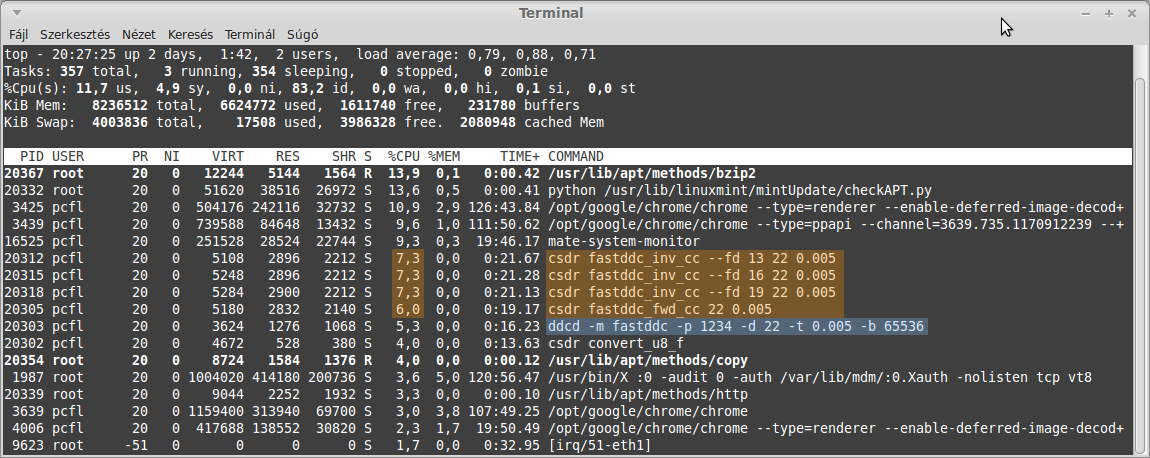 Terminal
Fájl Szerkesztés Nézet Keresés Terminál Súgó
top - 20:27:25 up 2 days,  1:42,  2 users,  load average: 0,79, 0,88, 0,71
Tasks: 357 total,   3 running, 354 sleeping,   0 stopped,   0 zombie
%Cpu(s): 11,7 us,  4,9 sy,  0,0 ni, 83,2 id,  0,0 wa,  0,0 hi,  0,1 si,  0,0 st
KiB Mem:   8236512 total,  6624772 used,  1611740 free,   231780 buffers
KiB Swap:  4003836 total,    17508 used,  3986328 free.  2080948 cached Mem
PID USER PR NI VIRT RES SHR S %CPU %MEM TIME+ COMMAND
20367 root 20 0 12244 5144 1564 R 13,9 0,1 0:00.42 /usr/lib/apt/methods/bzip2
20332 root 20 0 51620 38516 26972 S 13,6 0,5 0:00.41 python /usr/lib/linuxmint/mintUpdate/checkAPT.py
3425 pcfl 20 0 504176 242116 32732 S 10,9 2,9 126:43.84 /opt/google/chrome/chrome --type=renderer --enable-deferred-image-decod+
3439 pcfl 20 0 739588 84648 13432 S 9,6 1,0 111:50.62 /opt/google/chrome/chrome --type=ppapi --channel=3639.735.1170912239 --+
16525 pcfl 20 0 251528 28524 22744 S 9,3 0,3 19:46.17 mate-system-monitor
20312 pcfl 20 0 5108 2896 2212 S 7,3 0,0 0:21.67 csdr fastddc_inv_cc --fd 13 22 0.005
20315 pcfl 20 0 5248 2896 2212 S 7,3 0,0 0:21.28 csdr fastddc_inv_cc --fd 16 22 0.005
20318 pcfl 20 0 5284 2900 2212 S 7,3 0,0 0:21.13 csdr fastddc_inv_cc --fd 19 22 0.005
20305 pcfl 20 0 5180 2832 2140 S 6,0 0,0 0:19.17 csdr fastddc_fwd_cc 22 0.005
20303 pcfl 20 0 3624 1276 1068 S 5,3 0,0 0:16.23 ddcd -m fastddc -p 1234 -d 22 -t 0.005 -b 65536
20302 pcfl 20 0 4672 528 380 S 4,0 0,0 0:13.63 csdr convert_u8_f
20354 root 20 0 8724 1584 1376 R 4,0 0,0 0:00.12 /usr/lib/apt/methods/copy
1987 root 20 0 1004020 414180 200736 S 3,6 5,0 120:56.47 /usr/bin/X :0 -audit 0 -auth /var/lib/mdm/:0.Xauth -nolisten tcp vt8
20339 root 20 0 9044 2252 1932 S 3,3 0,0 0:00.10 /usr/lib/apt/methods/http
3639 pcfl 20 0 1159400 313940 69700 S 3,0 3,8 107:49.25 /opt/google/chrome/chrome
4006 pcfl 20 0 417688 138552 30820 S 2,3 1,7 19:50.49 /opt/google/chrome/chrome --type=renderer --enable-deferred-image-decod+
9623 root -51 0 0 0 0 S 1,7 0,0 0:32.95 [irq/51-eth1]